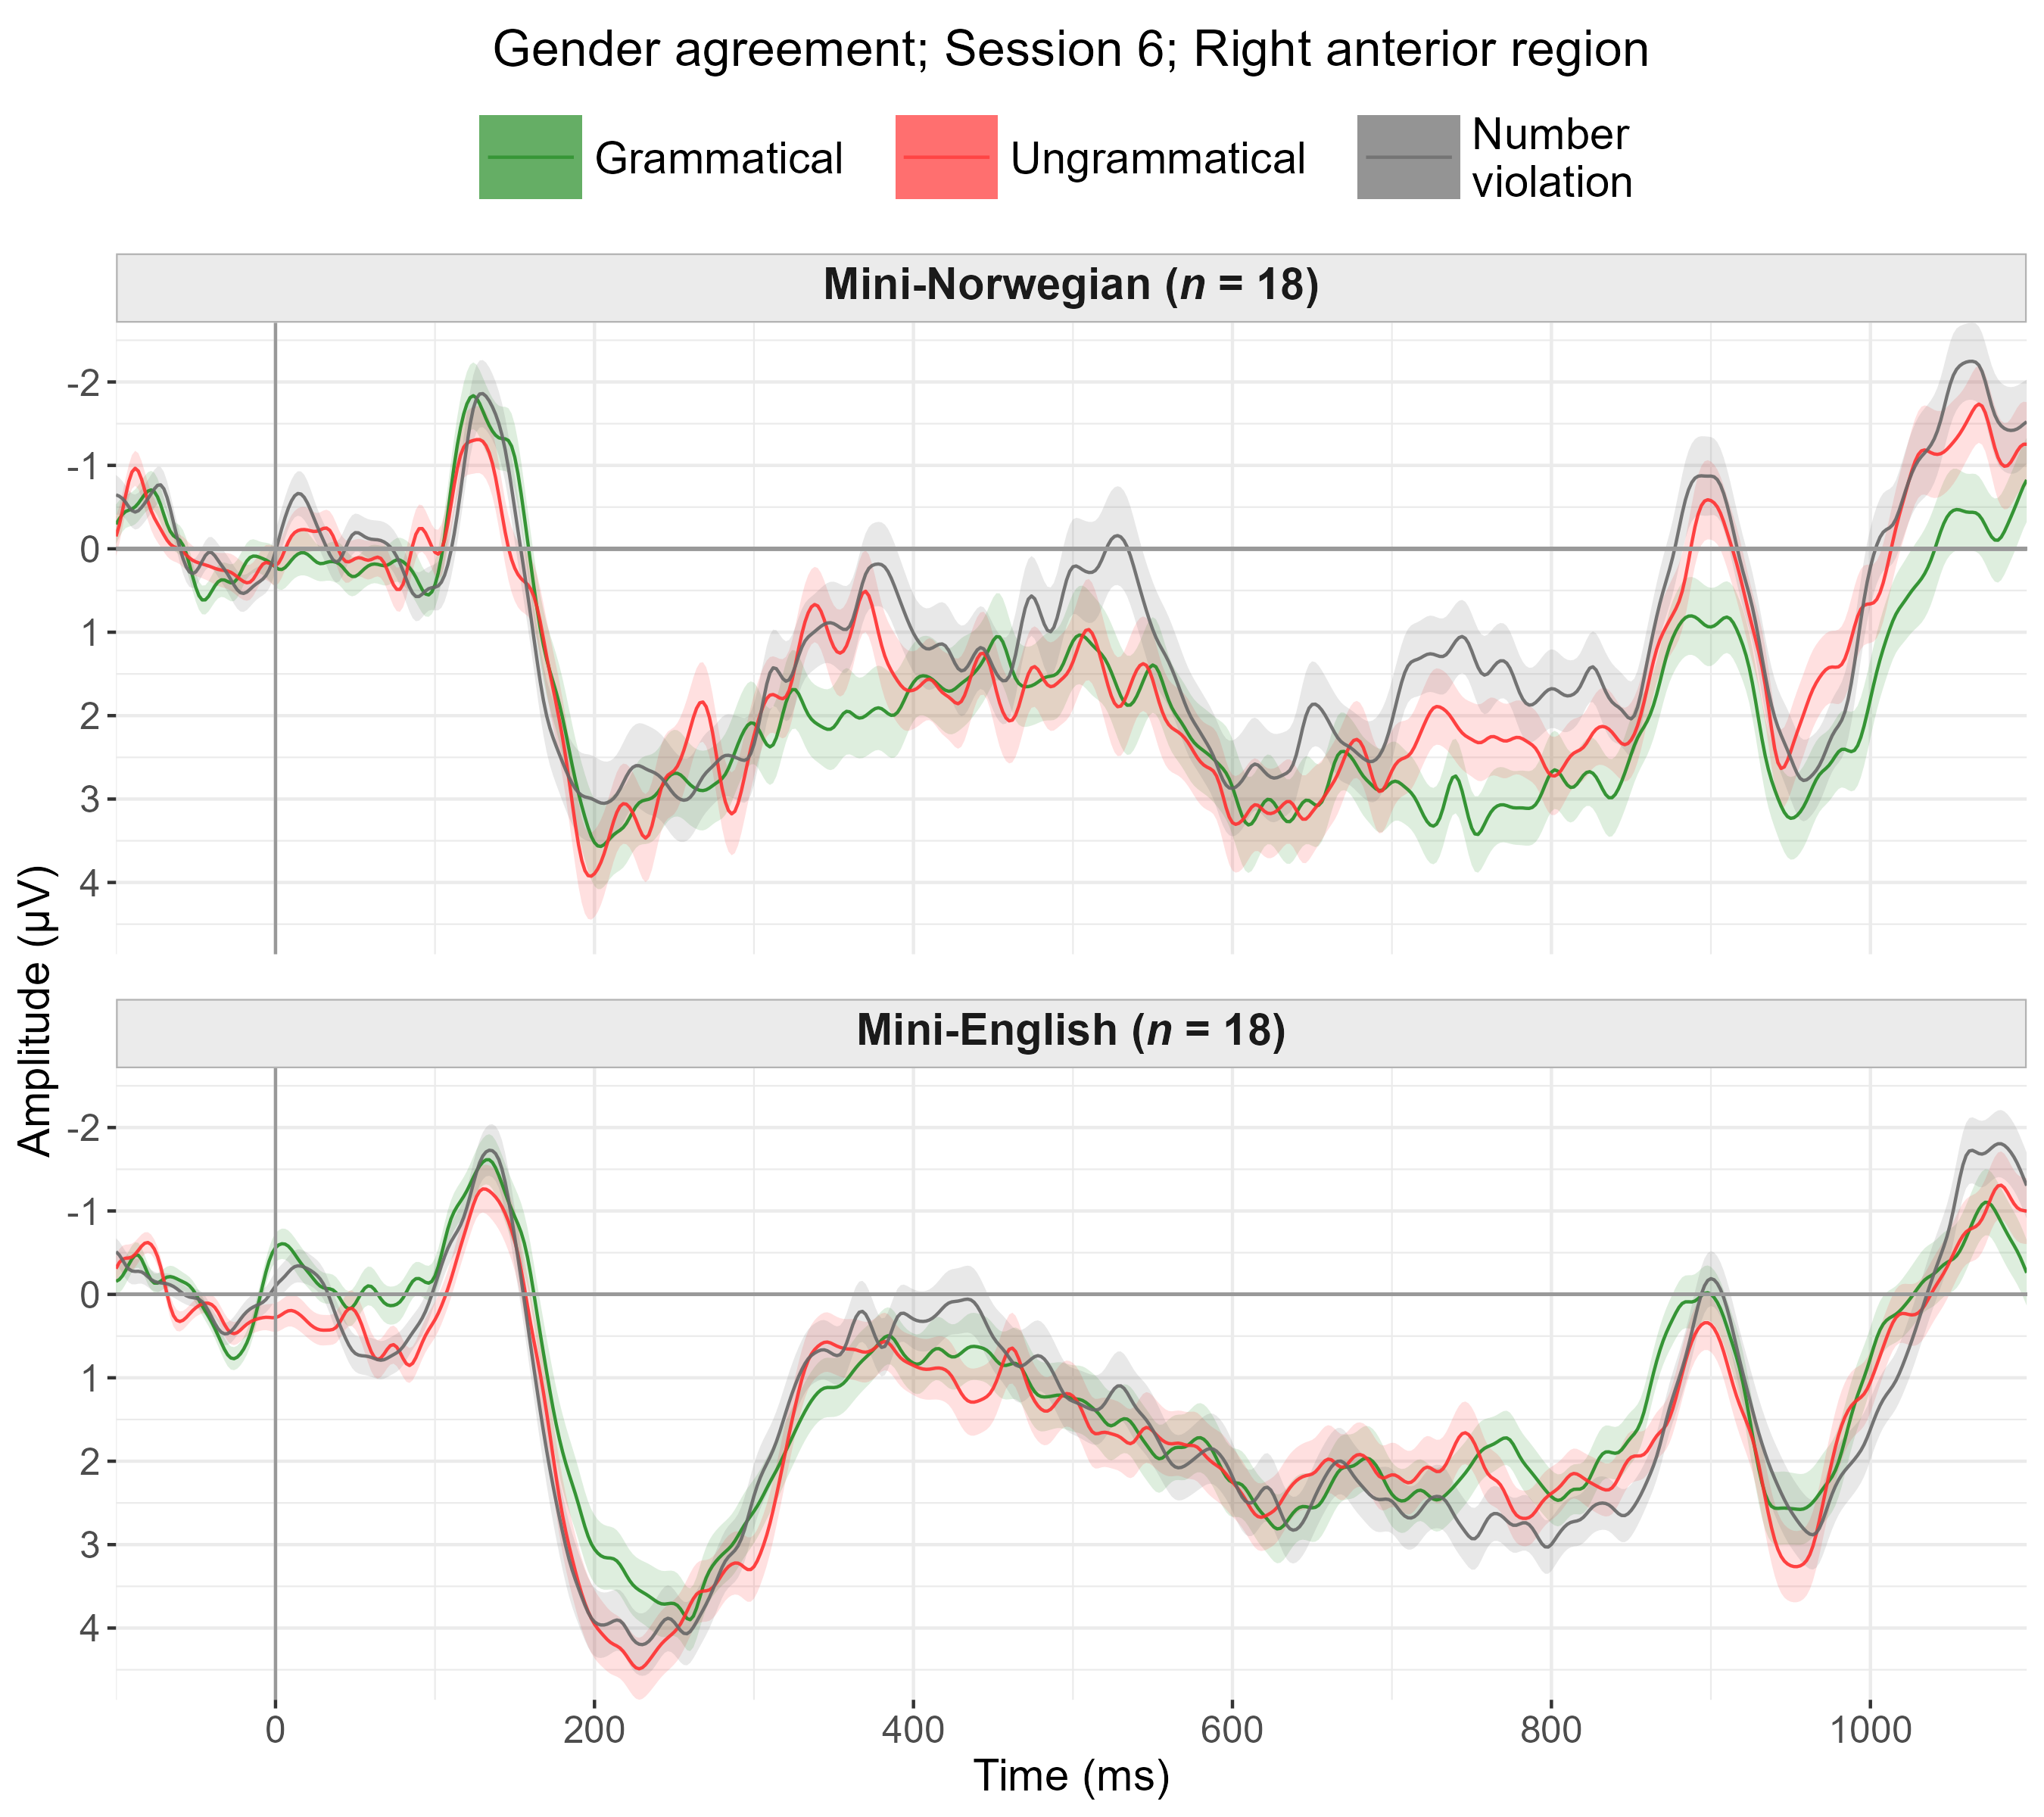 Gender agreement; Session 6; Right anterior region
Grammatical
Ungrammatical
Number
violation
Mini-Norwegian (n = 18)
-2
-1
0
1
2
3
4
Mini-English (n = 18)
-2
-1
0
1
2
3
4
Amplitude (µV)
0 200 400 600 800 1000
Time (ms)